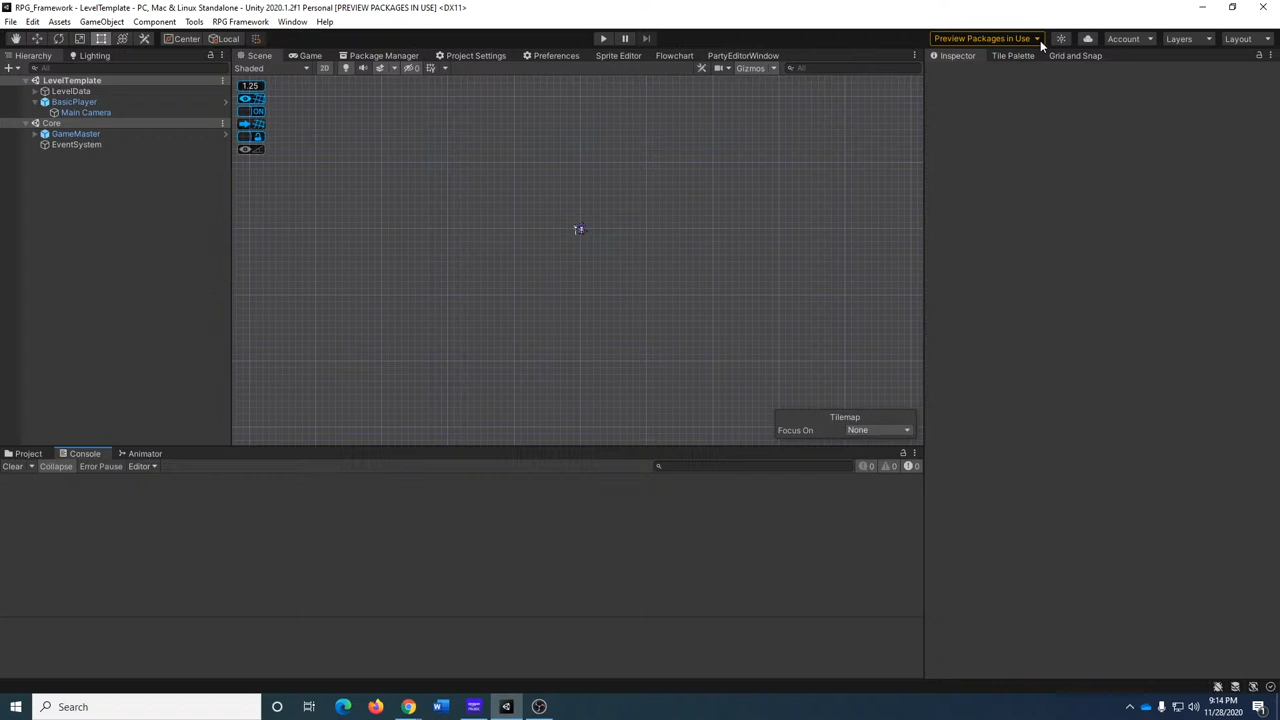 RPG_Framework - LevelTemplate - PC, Mac & Linux Standalone - Unity 2020.1.2f1 Personal [PREVIEW PACKAGES IN USE] <DX11>
File Edit Assets GameObject Component Tools RPG Framework Window Help
Center Local Preview Packages in Use Account Layers Layout
Hierarchy Lighting Scene Game Package Manager Project Settings Preferences Sprite Editor Flowchart PartyEditorWindow Inspector Tile Palette Grid and Snap
All Shaded 2D 0 Gizmos All
LevelTemplate
LevelData
BasicPlayer
Main Camera
Core
GameMaster
EventSystem
1.25
ON
Tilemap
Focus On None
Project Console Animator
Clear Collapse Error Pause Editor 0 0 0
Search
9:14 PM
11/28/2020